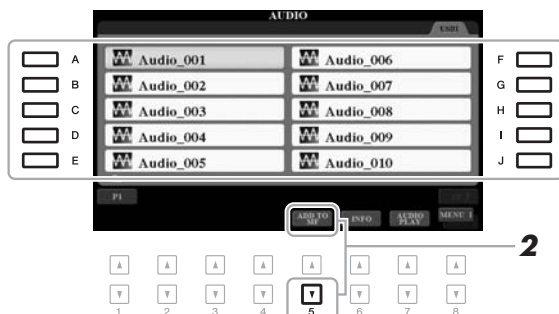 AUDIO
USB1
A Audio_001 Audio_006 F
B Audio_002 Audio_007 G
C Audio_003 Audio_008 H
D Audio_004 Audio_009 I
E Audio_005 Audio_010 J
P1
ADD TO MF INFO AUDIO PLAY MENU 1
2
1 2 3 4 5 6 7 8